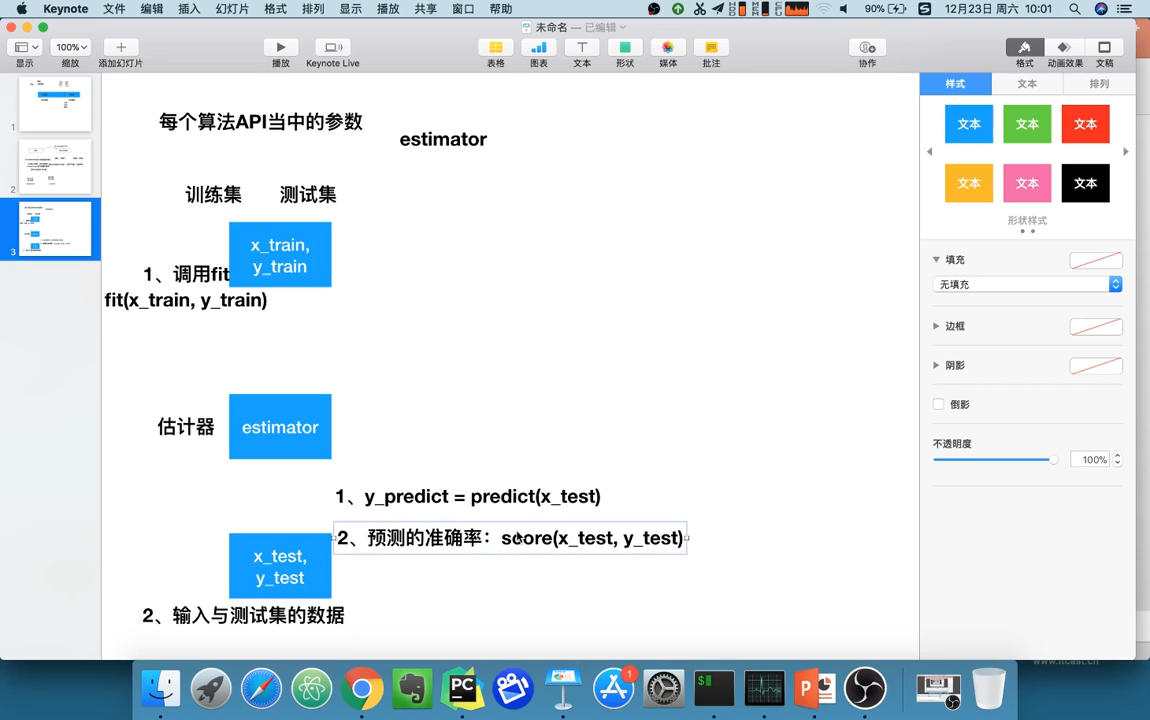 Keynote 文件 编辑 插入 幻灯片 格式 排列 显示 播放 共享 窗口 帮助 90% 12月23日 周六 10:01
未命名 — 已编辑
100%
显示 缩放 添加幻灯片 播放 Keynote Live 表格 图表 文本 形状 媒体 批注 协作 格式 动画效果 文稿
样式 文本 排列
1
2
3
每个算法API当中的参数
estimator
训练集 测试集
x_train,
y_train
1、调用fit
fit(x_train, y_train)
估计器
estimator
1、y_predict = predict(x_test)
2、预测的准确率：score(x_test, y_test)
x_test,
y_test
2、输入与测试集的数据
文本 文本 文本
文本 文本 文本
形状样式
填充
无填充
边框
阴影
倒影
不透明度
100%
www.itcast.cn
PC
1
$
P